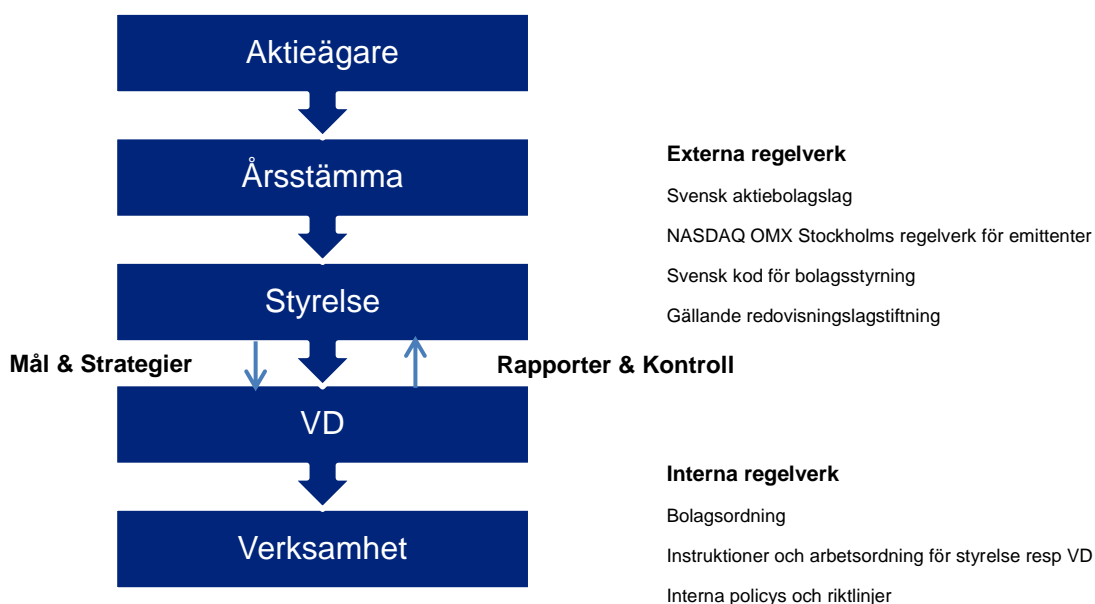 Aktieägare
Årsstämma
Styrelse
Mål & Strategier
Rapporter & Kontroll
VD
Verksamhet
Externa regelverk
Svensk aktiebolagslag
NASDAQ OMX Stockholms regelverk för emittenter
Svensk kod för bolagsstyrning
Gällande redovisningslagstiftning
Interna regelverk
Bolagsordning
Instruktioner och arbetsordning för styrelse resp VD
Interna policys och riktlinjer